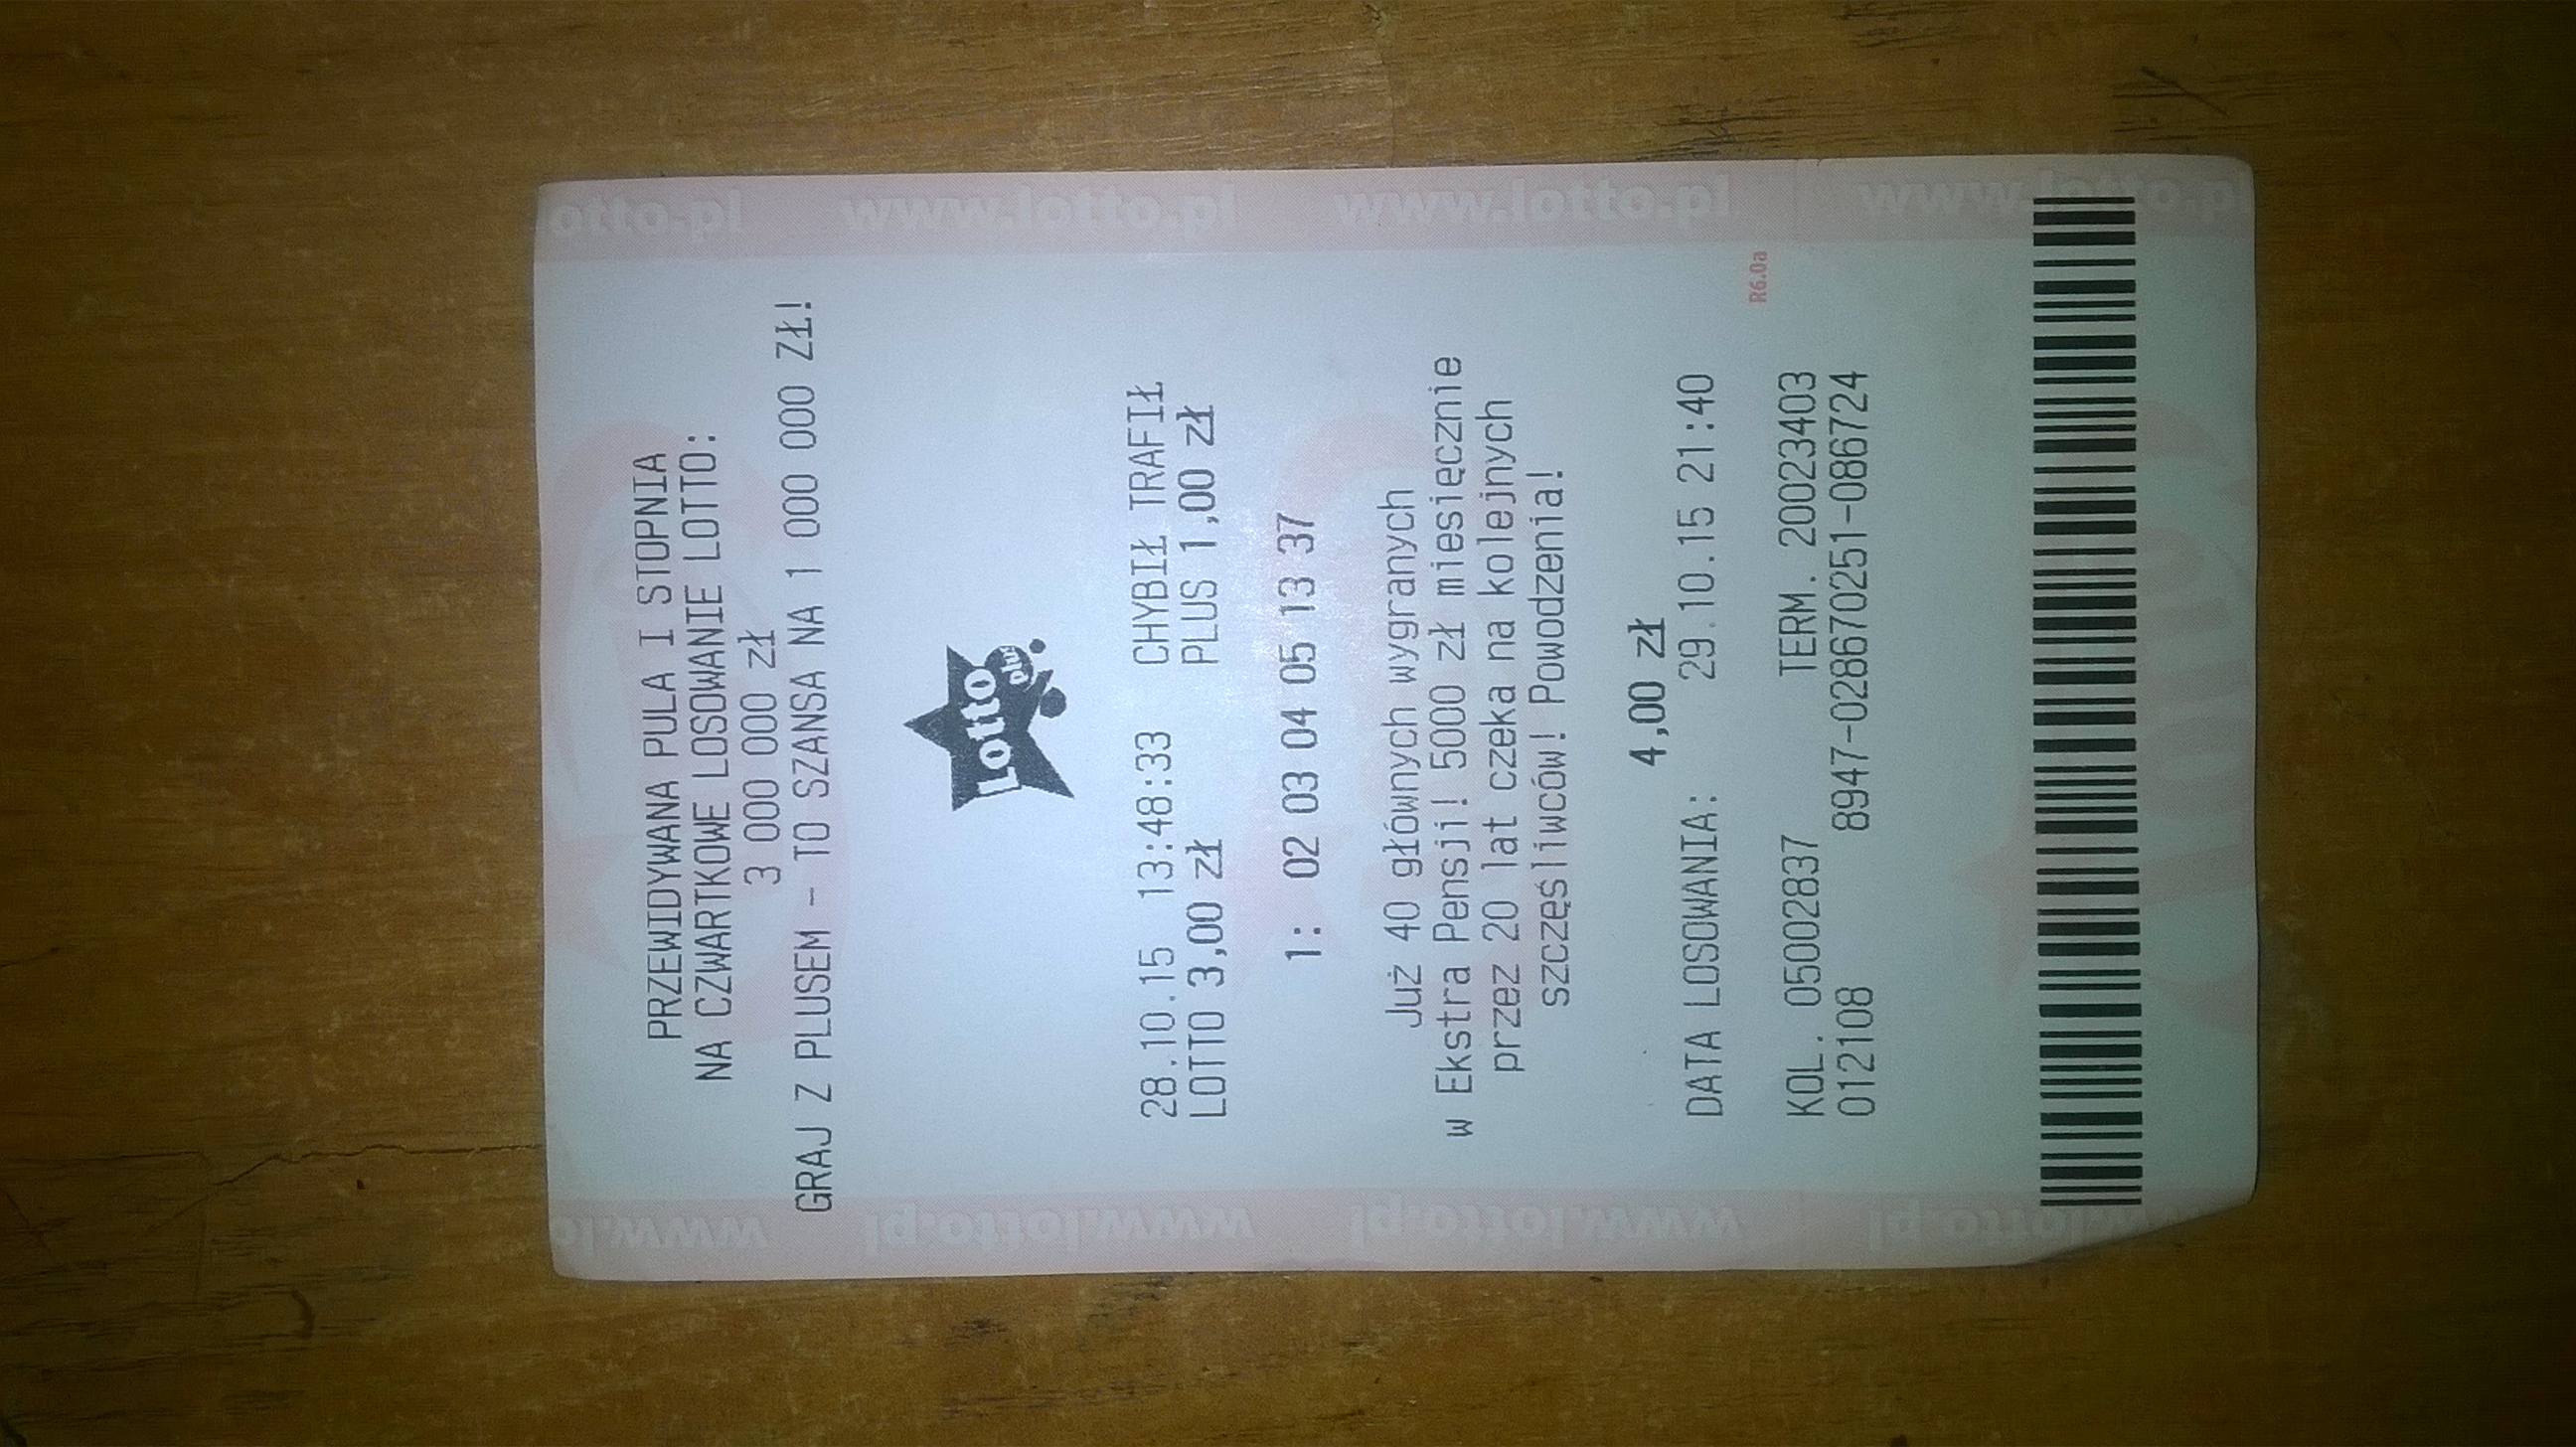 PRZEWIDYWANA PULA I STOPNIA
NA CZWARTKOWE LOSOWANIE LOTTO:
3 000 000 zł
GRAJ Z PLUSEM - TO SZANSA NA 1 000 000 ZŁ!
Lotto
plus
28.10.15 13:48:33 CHYBIŁ TRAFIŁ
LOTTO 3,00 zł PLUS 1,00 zł
1: 02 03 04 05 13 37
Już 40 głównych wygranych
w Ekstra Pensji! 5000 zł miesięcznie
przez 20 lat czeka na kolejnych
szczęśliwców! Powodzenia!
4,00 zł
DATA LOSOWANIA: 29.10.15 21:40
KOL. 05002837 TERM. 20023403
012108 8947-028670251-086724
R6.0a
otto.pl www.lotto.pl www.lotto.pl www.lotto.pl
www.lotto.pl www.lotto.pl www.lo